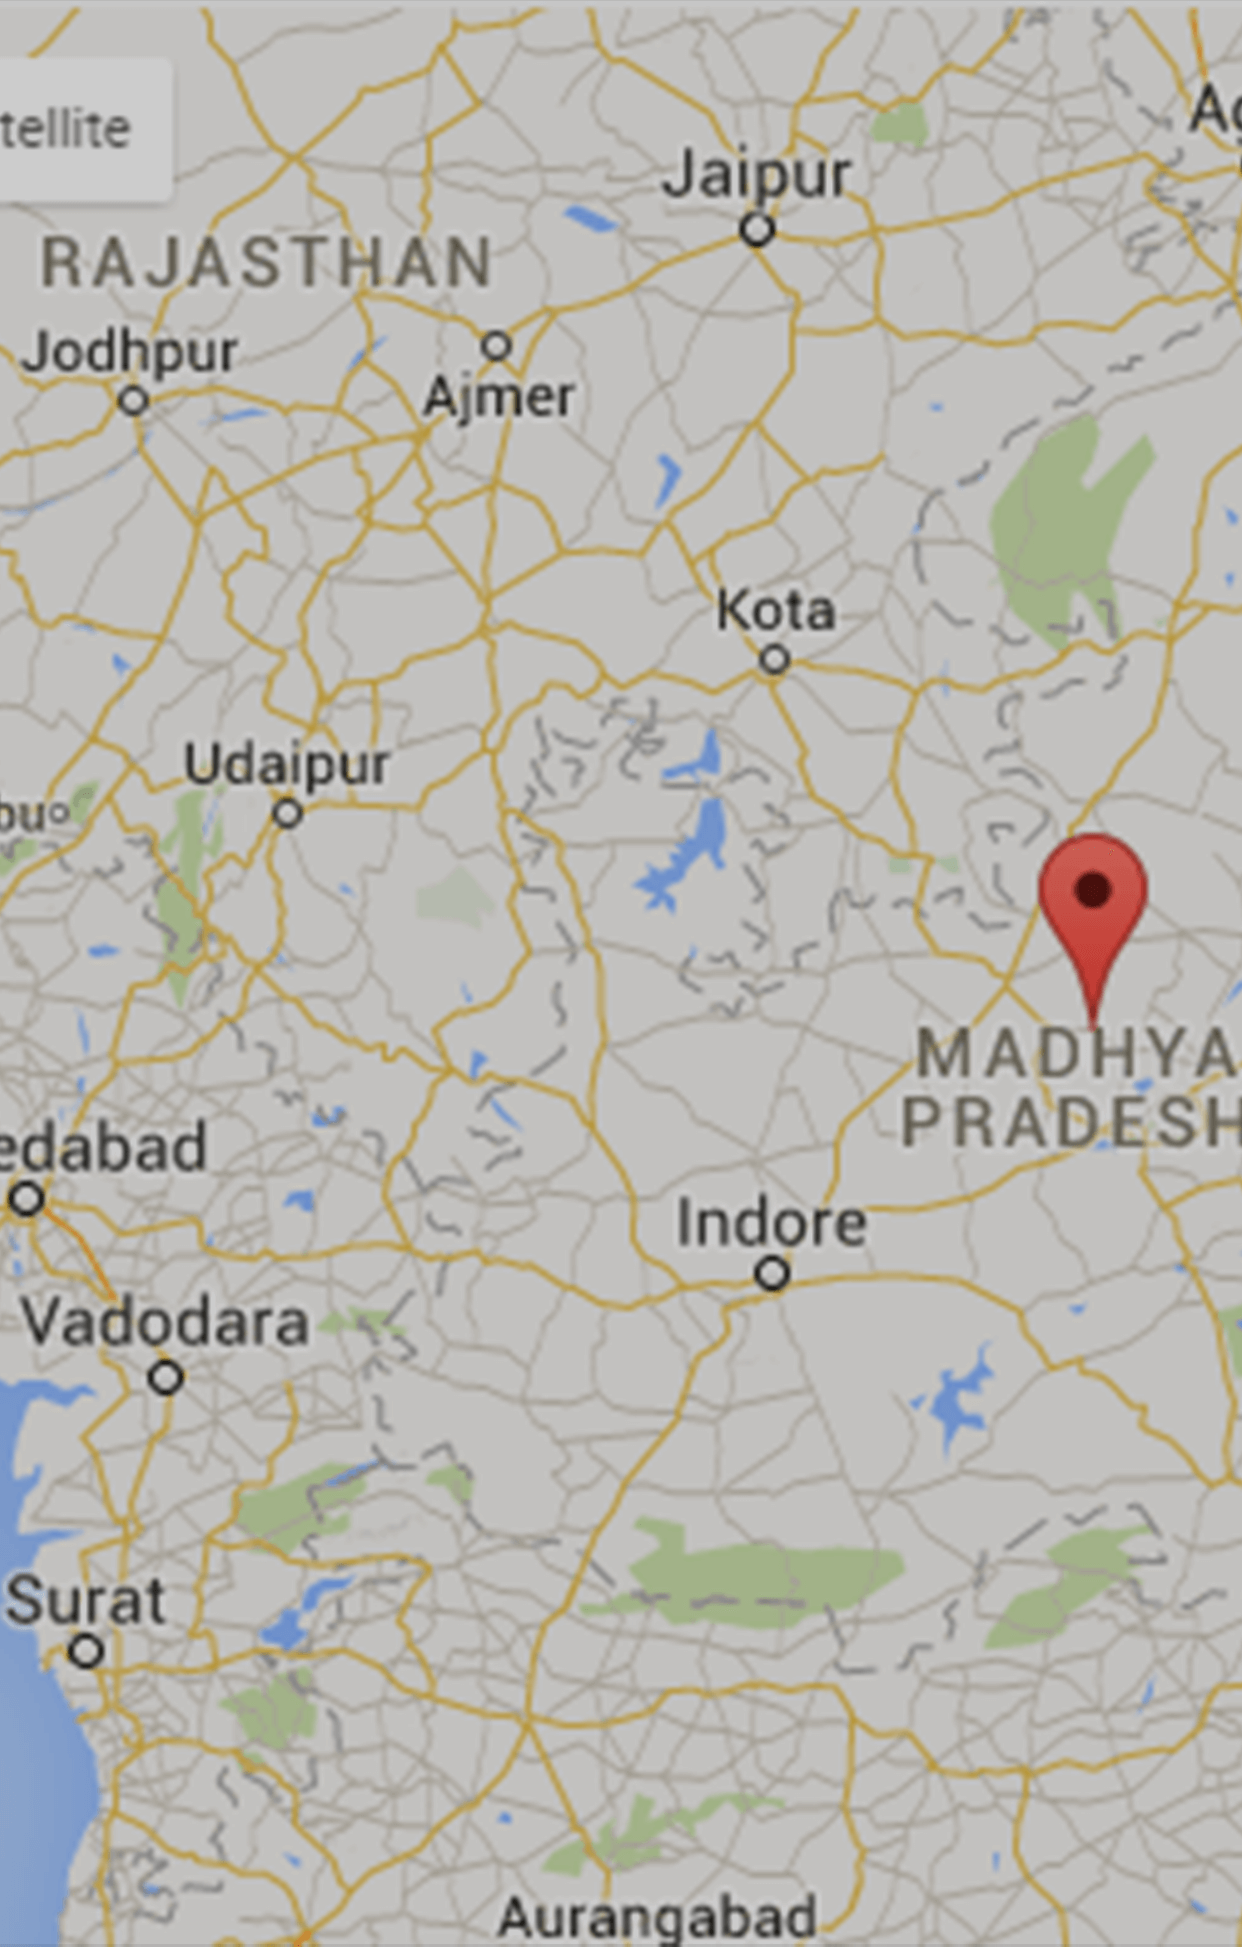 Ag
tellite
Jaipur
RAJASTHAN
Jodhpur
Ajmer
Kota
Udaipur
bu
MADHYA
PRADESH
edabad
Indore
Vadodara
Surat
Aurangabad